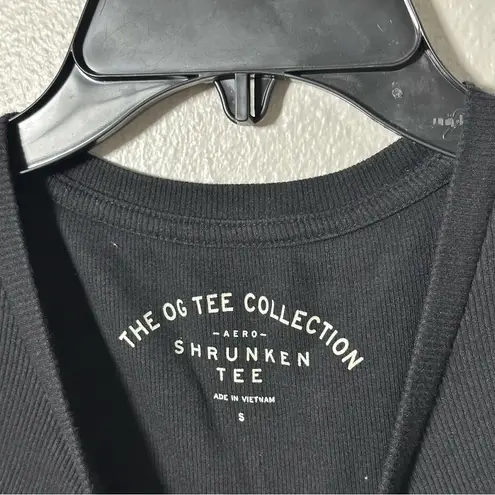 THE OG TEE COLLECTION
-AERO-
SHRUNKEN
TEE
ADE IN VIETNAM
S